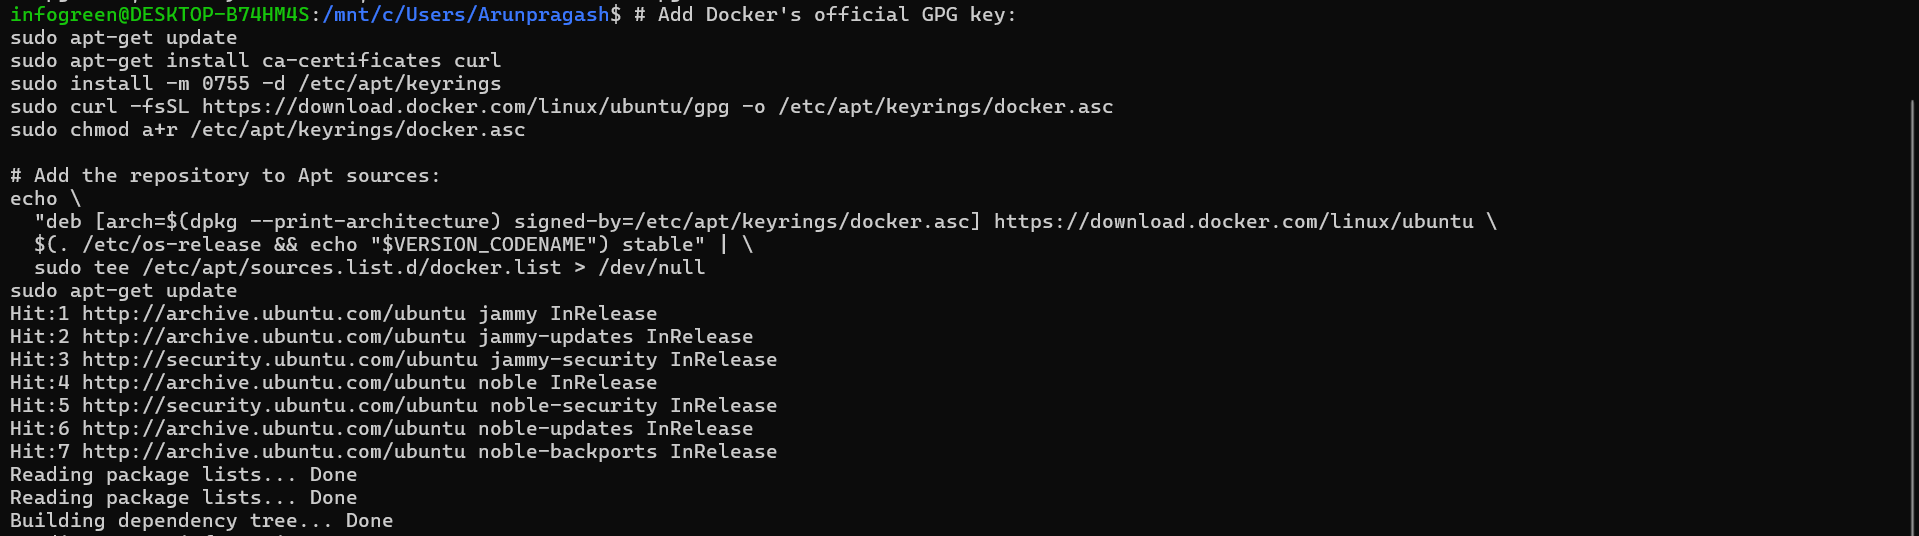 infogreen@DESKTOP-B74HM4S:/mnt/c/Users/Arunpragash$ # Add Docker's official GPG key:
sudo apt-get update
sudo apt-get install ca-certificates curl
sudo install -m 0755 -d /etc/apt/keyrings
sudo curl -fsSL https://download.docker.com/linux/ubuntu/gpg -o /etc/apt/keyrings/docker.asc
sudo chmod a+r /etc/apt/keyrings/docker.asc

# Add the repository to Apt sources:
echo \
  "deb [arch=$(dpkg --print-architecture) signed-by=/etc/apt/keyrings/docker.asc] https://download.docker.com/linux/ubuntu \
  $(. /etc/os-release && echo "$VERSION_CODENAME") stable" | \
  sudo tee /etc/apt/sources.list.d/docker.list > /dev/null
sudo apt-get update
Hit:1 http://archive.ubuntu.com/ubuntu jammy InRelease
Hit:2 http://archive.ubuntu.com/ubuntu jammy-updates InRelease
Hit:3 http://security.ubuntu.com/ubuntu jammy-security InRelease
Hit:4 http://archive.ubuntu.com/ubuntu noble InRelease
Hit:5 http://security.ubuntu.com/ubuntu noble-security InRelease
Hit:6 http://archive.ubuntu.com/ubuntu noble-updates InRelease
Hit:7 http://archive.ubuntu.com/ubuntu noble-backports InRelease
Reading package lists... Done
Reading package lists... Done
Building dependency tree... Done